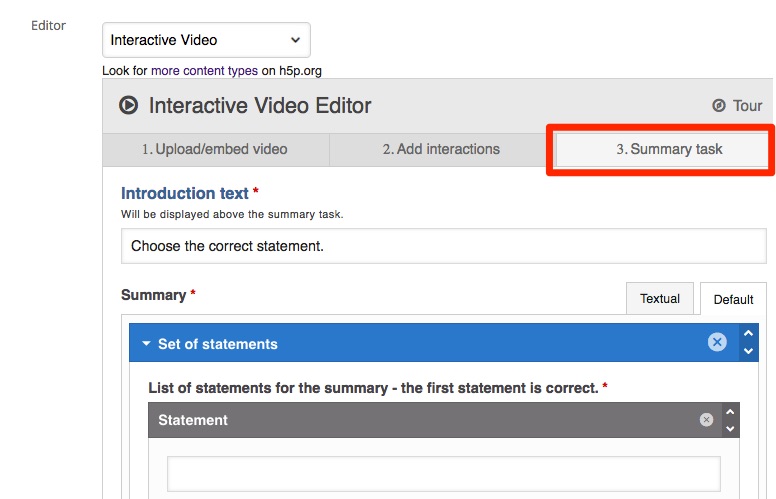 Editor
Interactive Video
Look for more content types on h5p.org
Interactive Video Editor
Tour
1. Upload/embed video
2. Add interactions
3. Summary task
Introduction text *
Will be displayed above the summary task.
Choose the correct statement.
Summary *
Textual
Default
Set of statements
List of statements for the summary - the first statement is correct. *
Statement